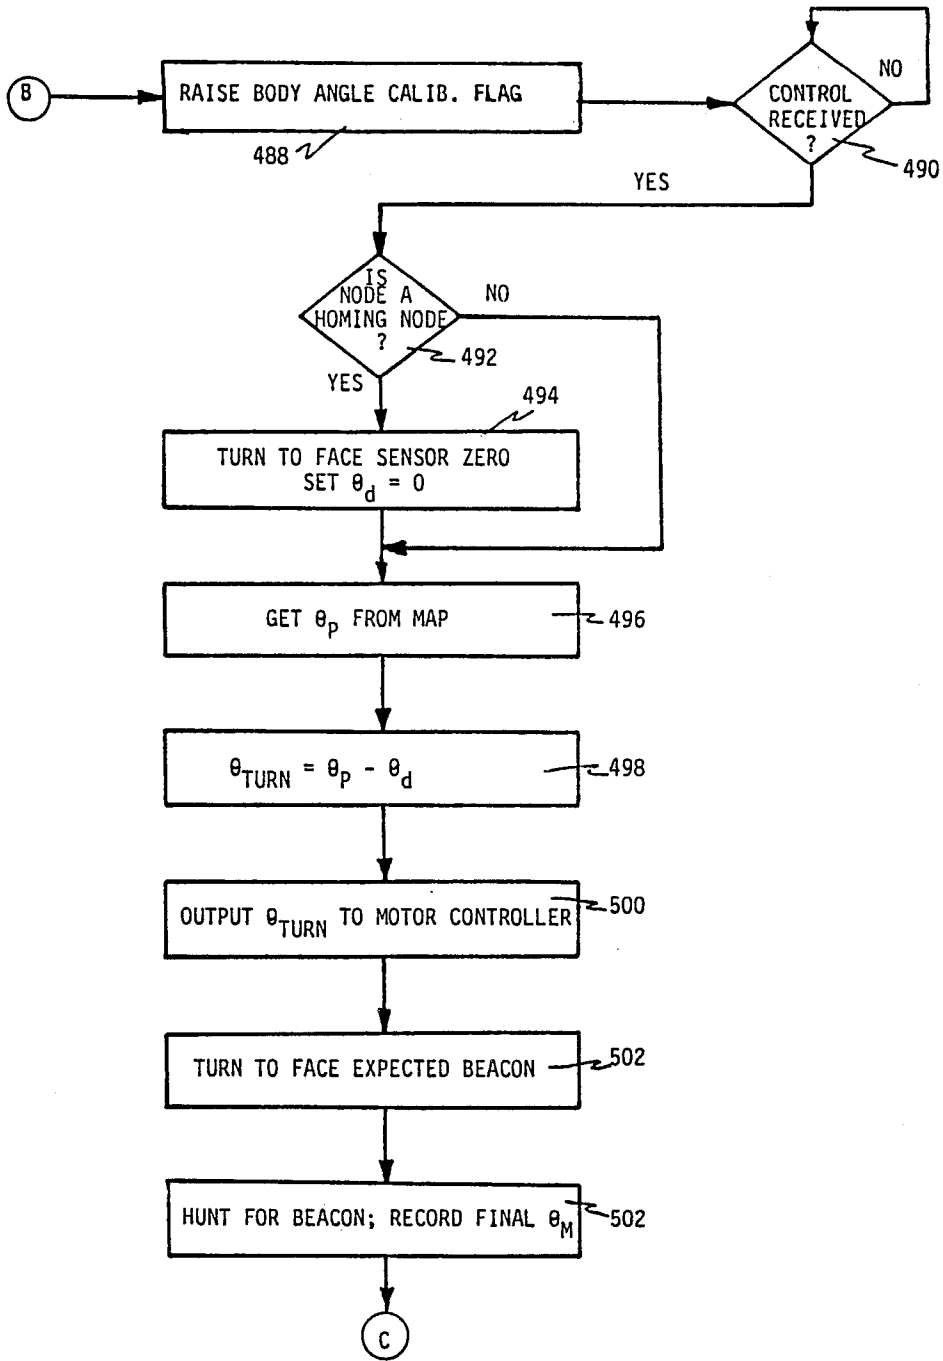 B
RAISE BODY ANGLE CALIB. FLAG
488
CONTROL
RECEIVED
?
NO
490
YES
IS
NODE A
HOMING NODE
?
NO
492
YES
494
TURN TO FACE SENSOR ZERO
SET θd = 0
GET θP FROM MAP
496
θTURN = θP - θd
498
OUTPUT θTURN TO MOTOR CONTROLLER
500
TURN TO FACE EXPECTED BEACON
502
HUNT FOR BEACON; RECORD FINAL θM
502
C